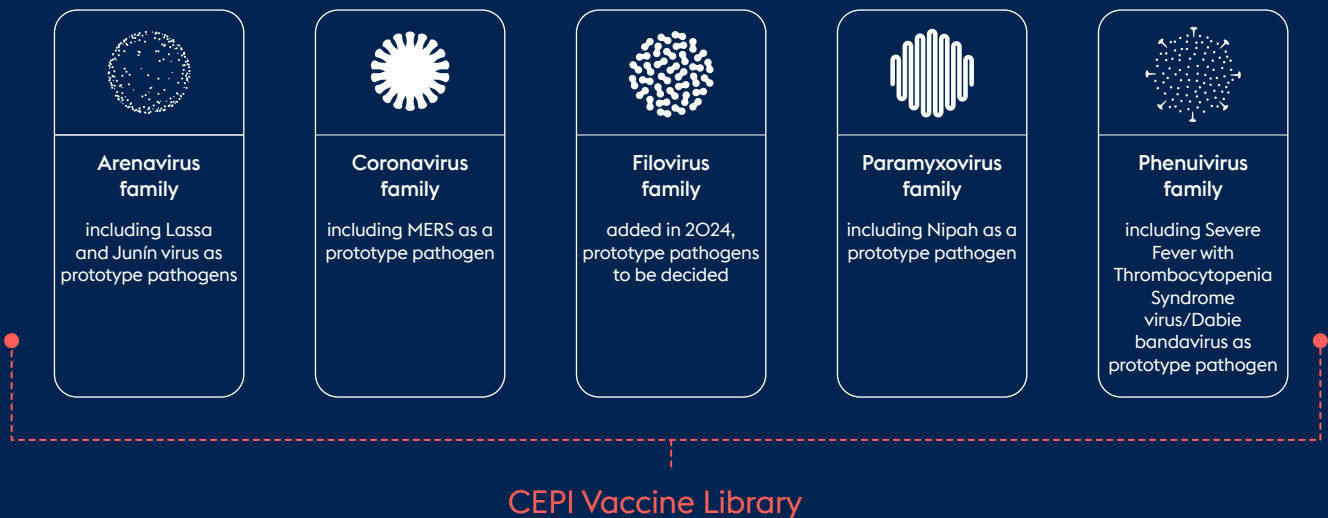 Arenavirus
family
including Lassa
and Junín virus as
prototype pathogens
Coronavirus
family
including MERS as a
prototype pathogen
Filovirus
family
added in 2024,
prototype pathogens
to be decided
Paramyxovirus
family
including Nipah as a
prototype pathogen
Phenuivirus
family
including Severe
Fever with
Thrombocytopenia
Syndrome
virus/Dabie
bandavirus as
prototype pathogen
CEPI Vaccine Library